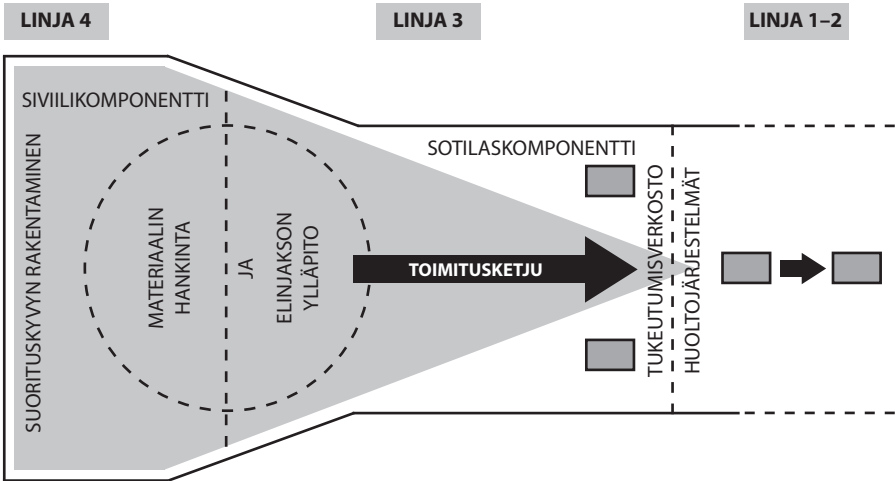 LINJA 4
LINJA 3
LINJA 1–2
SIVIILIKOMPONENTTI
SOTILASKOMPONENTTI
SUORITUSKYVYN RAKENTAMINEN
MATERIAALIN
HANKINTA
JA
ELINJAKSON
YLLÄPITO
TOIMITUSKETJU
TUKEUTUMISVERKOSTO
HUOLTOJÄRJESTELMÄT